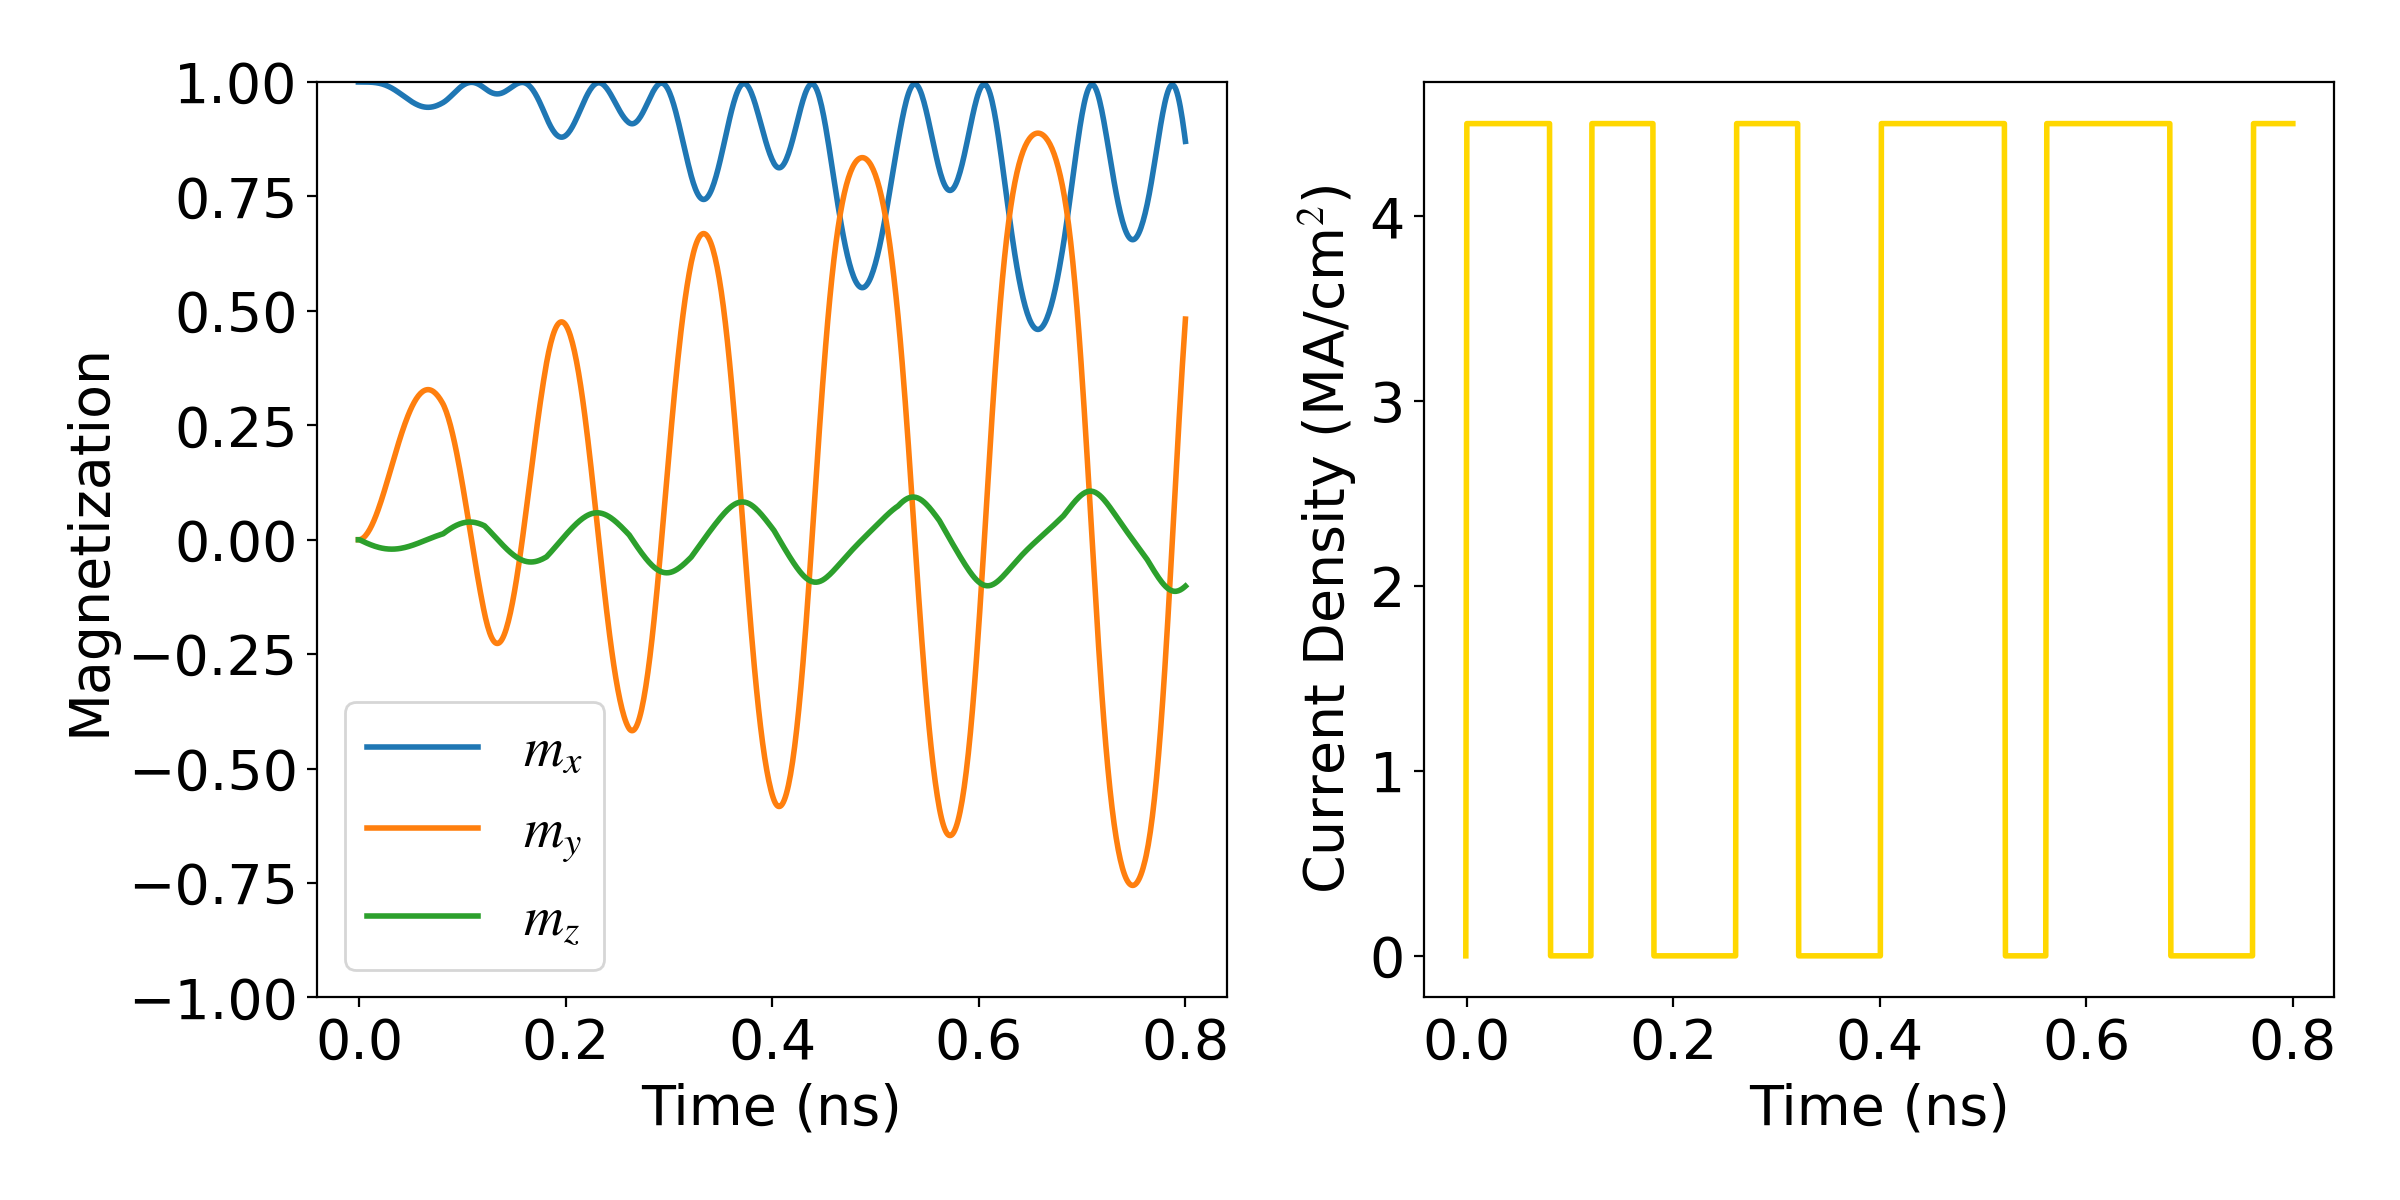 1.00
0.75
0.50
0.25
0.00
−0.25
−0.50
−0.75
−1.00
Magnetization
0.0 0.2 0.4 0.6 0.8
Time (ns)
m_x
m_y
m_z
4
3
2
1
0
Current Density (MA/cm²)
0.0 0.2 0.4 0.6 0.8
Time (ns)